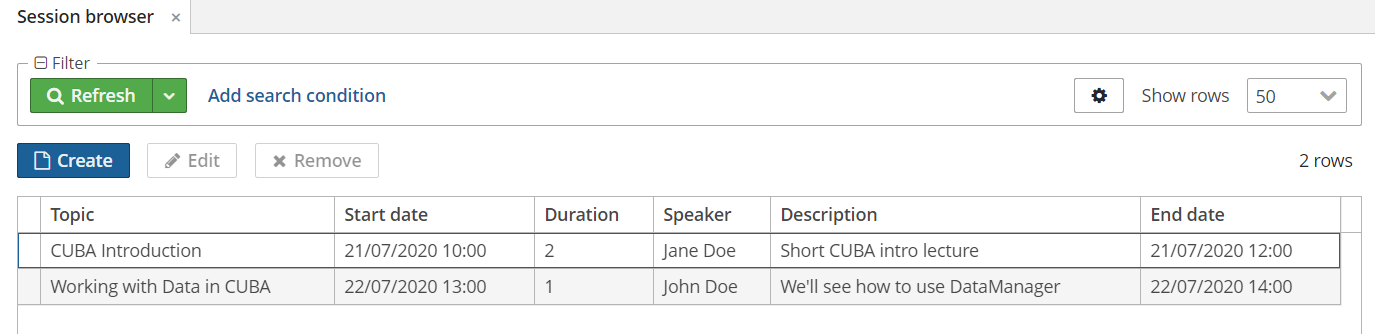 Session browser ×
Filter
Refresh Add search condition Show rows 50
Create Edit Remove 2 rows
Topic Start date Duration Speaker Description End date
CUBA Introduction 21/07/2020 10:00 2 Jane Doe Short CUBA intro lecture 21/07/2020 12:00
Working with Data in CUBA 22/07/2020 13:00 1 John Doe We'll see how to use DataManager 22/07/2020 14:00